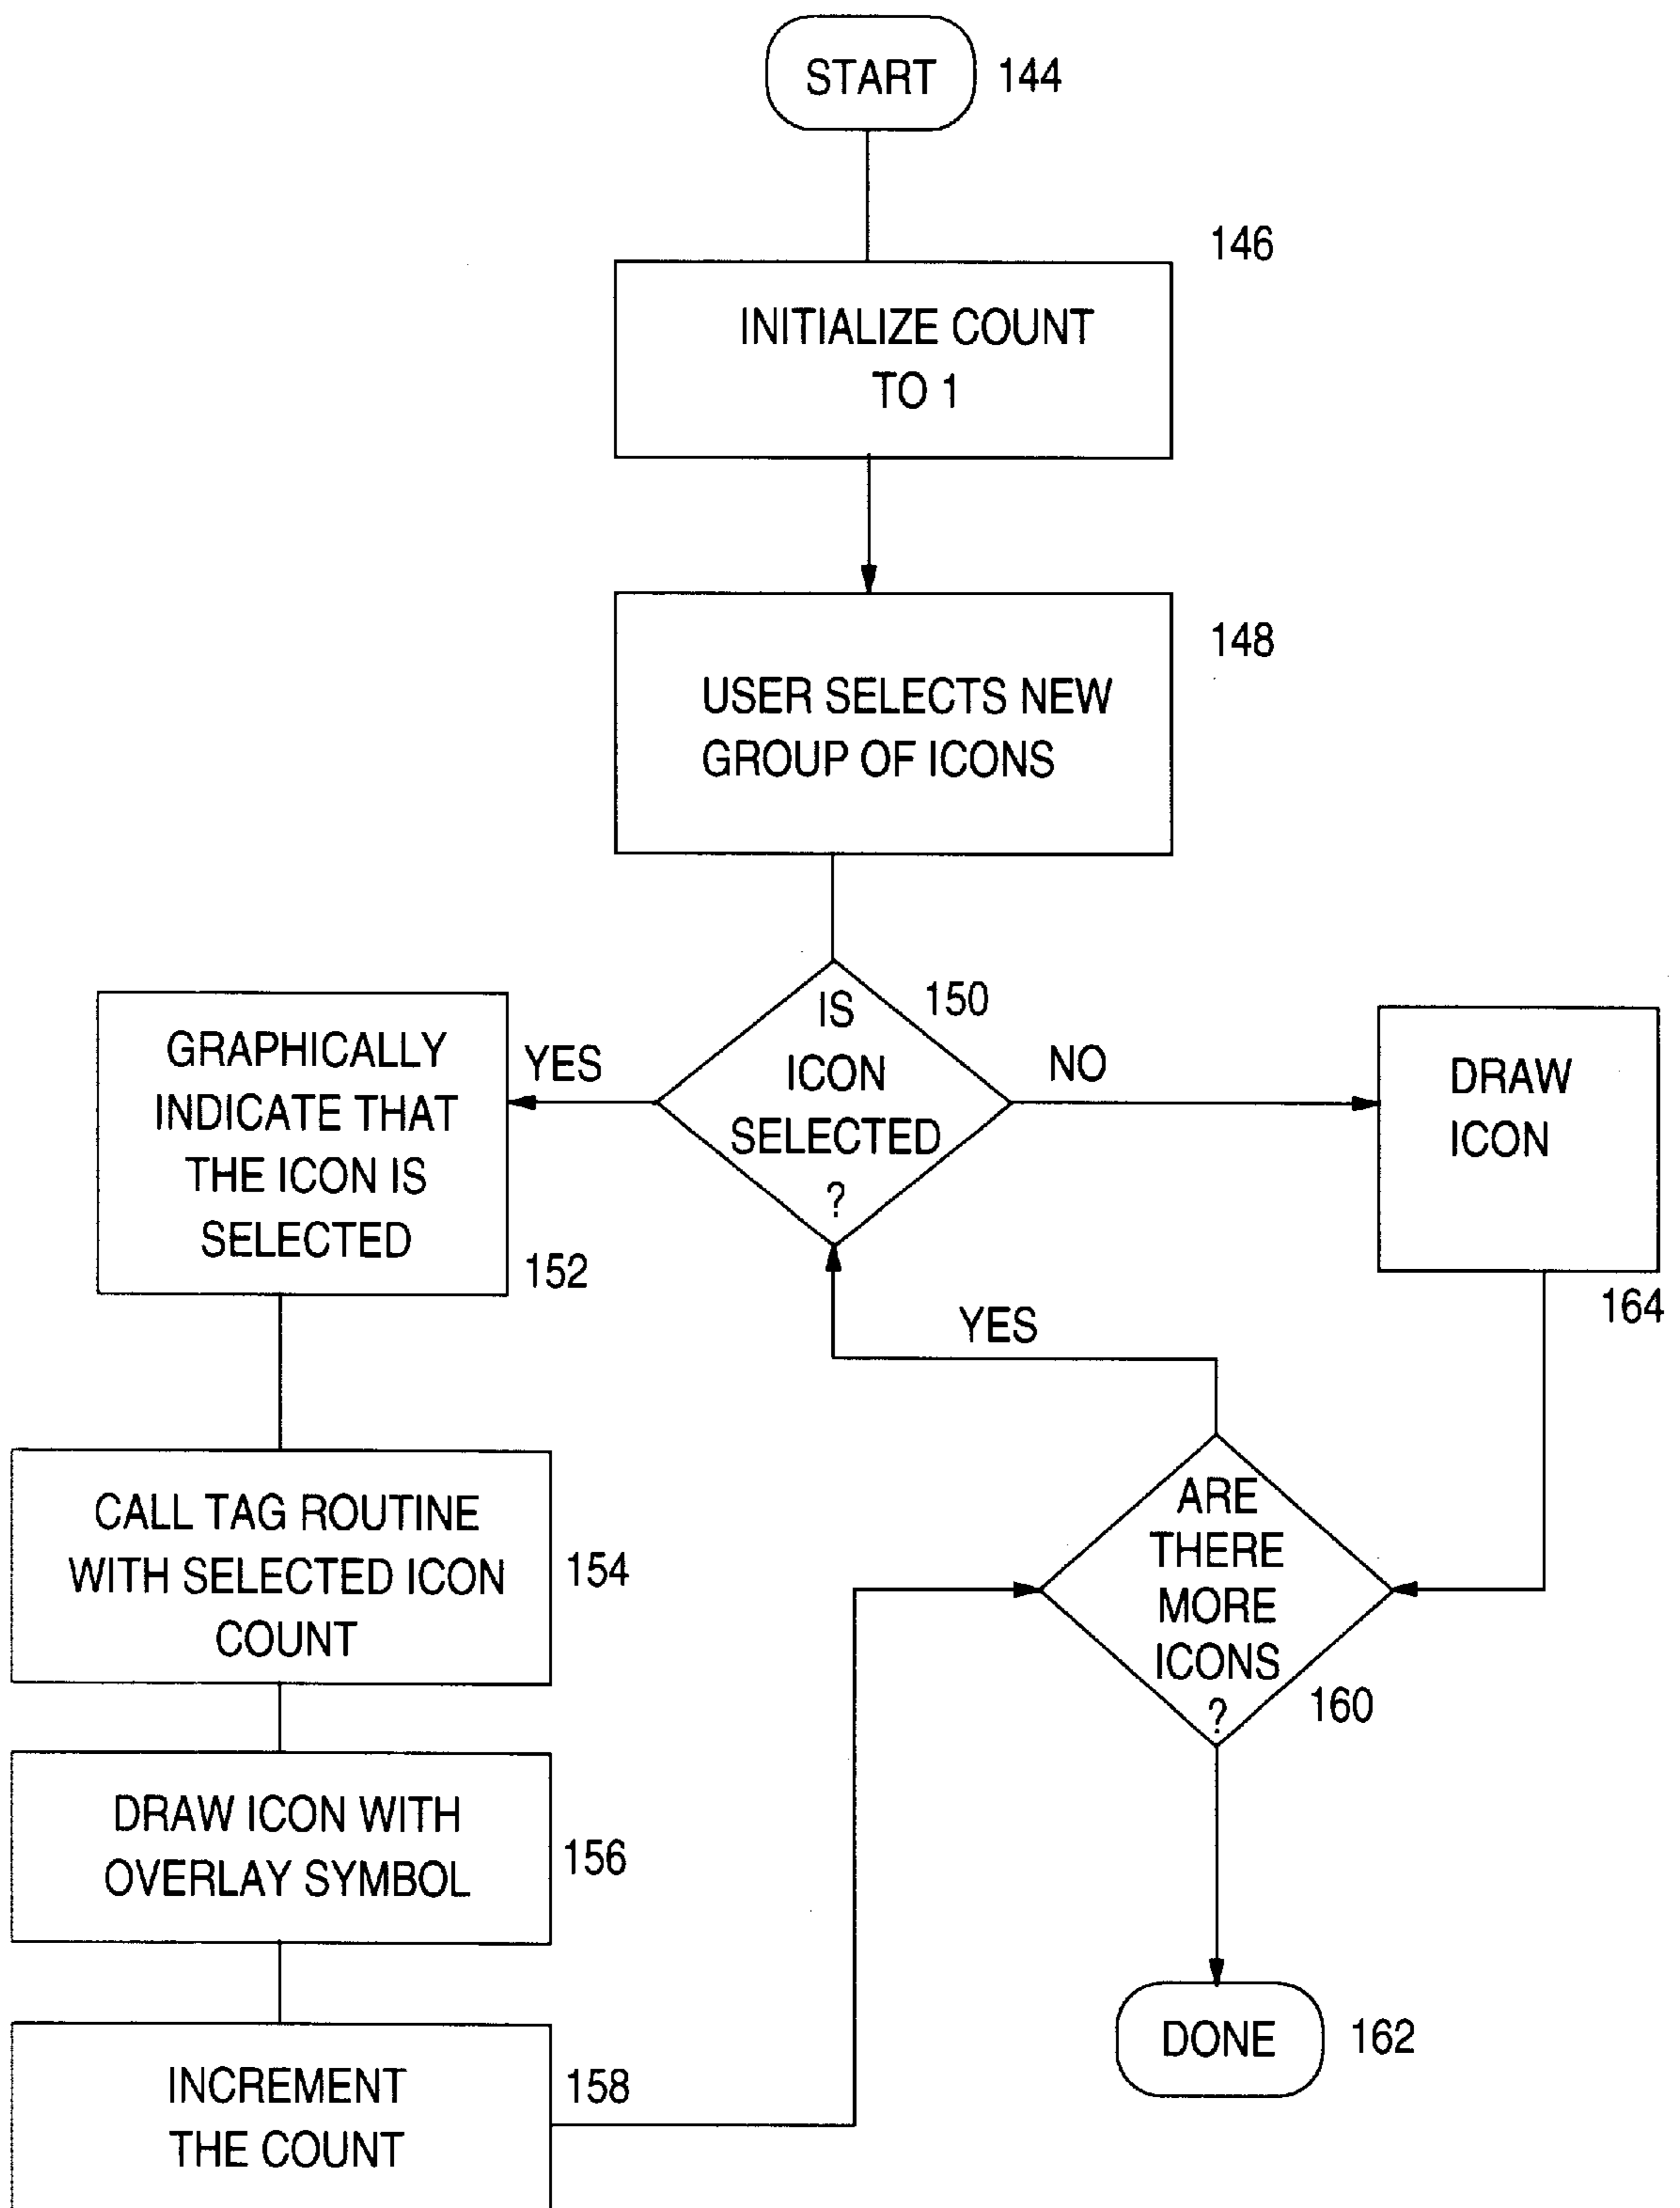 START
144
146
INITIALIZE COUNT
TO 1
148
USER SELECTS NEW
GROUP OF ICONS
150
IS
ICON
SELECTED
?
YES
NO
GRAPHICALLY
INDICATE THAT
THE ICON IS
SELECTED
152
DRAW
ICON
164
YES
CALL TAG ROUTINE
WITH SELECTED ICON
COUNT
154
ARE
THERE
MORE
ICONS
?
160
DRAW ICON WITH
OVERLAY SYMBOL
156
INCREMENT
THE COUNT
158
DONE
162